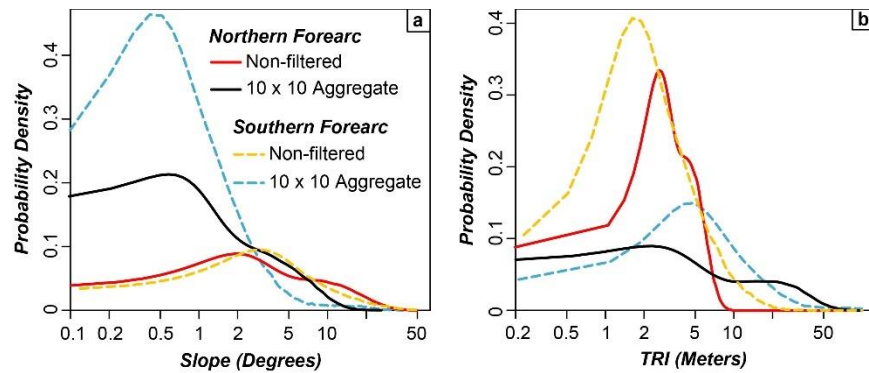 a
Northern Forearc
Non-filtered
10 x 10 Aggregate
Southern Forearc
Non-filtered
10 x 10 Aggregate
Probability Density
0.4
0.3
0.2
0.1
0
0.1 0.2 0.5 1 2 5 10 50
Slope (Degrees)
b
Probability Density
0.4
0.3
0.2
0.1
0
0.2 0.5 1 2 5 10 50
TRI (Meters)